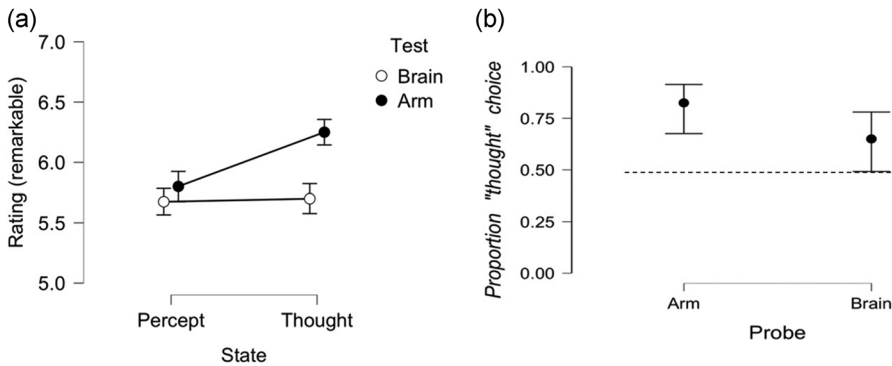 (a)
7.0
6.5
6.0
5.5
5.0
Rating (remarkable)
Percept
Thought
State
Test
Brain
Arm
(b)
1.00
0.75
0.50
0.25
0.00
Proportion "thought" choice
Arm
Brain
Probe